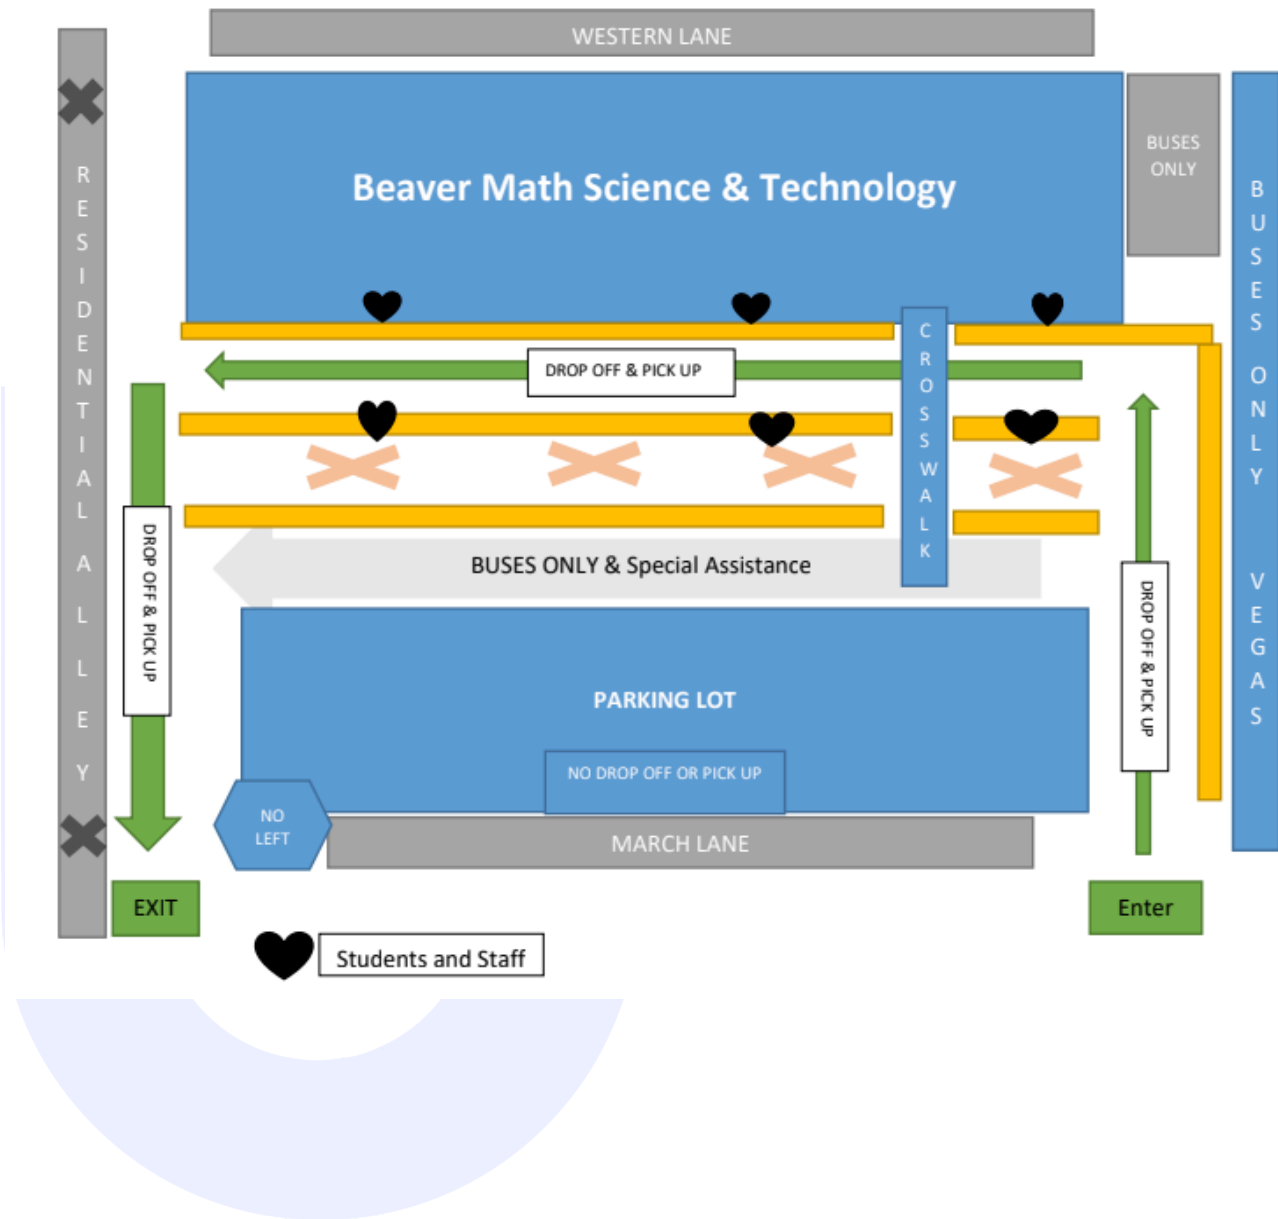 WESTERN LANE
Beaver Math Science & Technology
BUSES
ONLY
RESIDENTIAL ALLEY
BUSES ONLY VEGAS
CROSSWALK
DROP OFF & PICK UP
DROP OFF & PICK UP
BUSES ONLY & Special Assistance
DROP OFF & PICK UP
PARKING LOT
NO DROP OFF OR PICK UP
NO
LEFT
MARCH LANE
EXIT
Enter
Students and Staff